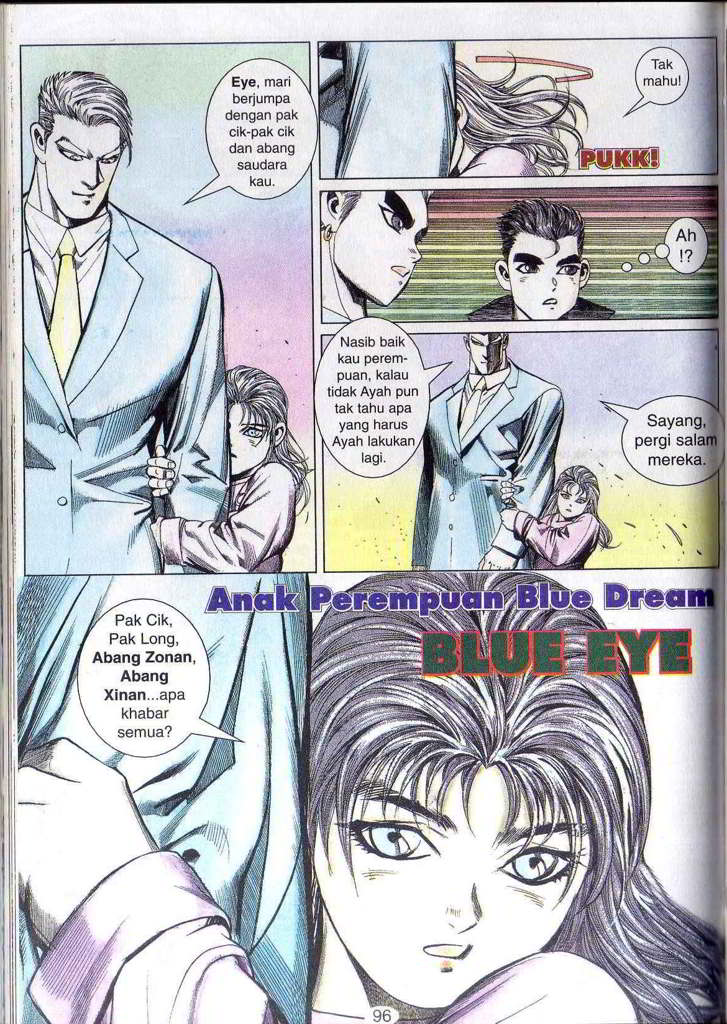 Eye, mari
berjumpa
dengan pak
cik-pak cik
dan abang
saudara
kau.
Tak
mahu!
PUKK!
Ah
!?
Nasib baik
kau perem-
puan, kalau
tidak Ayah pun
tak tahu apa
yang harus
Ayah lakukan
lagi.
Sayang,
pergi salam
mereka.
Anak Perempuan Blue Dream
BLUE EYE
Pak Cik,
Pak Long,
Abang Zonan,
Abang
Xinan...apa
khabar
semua?
96